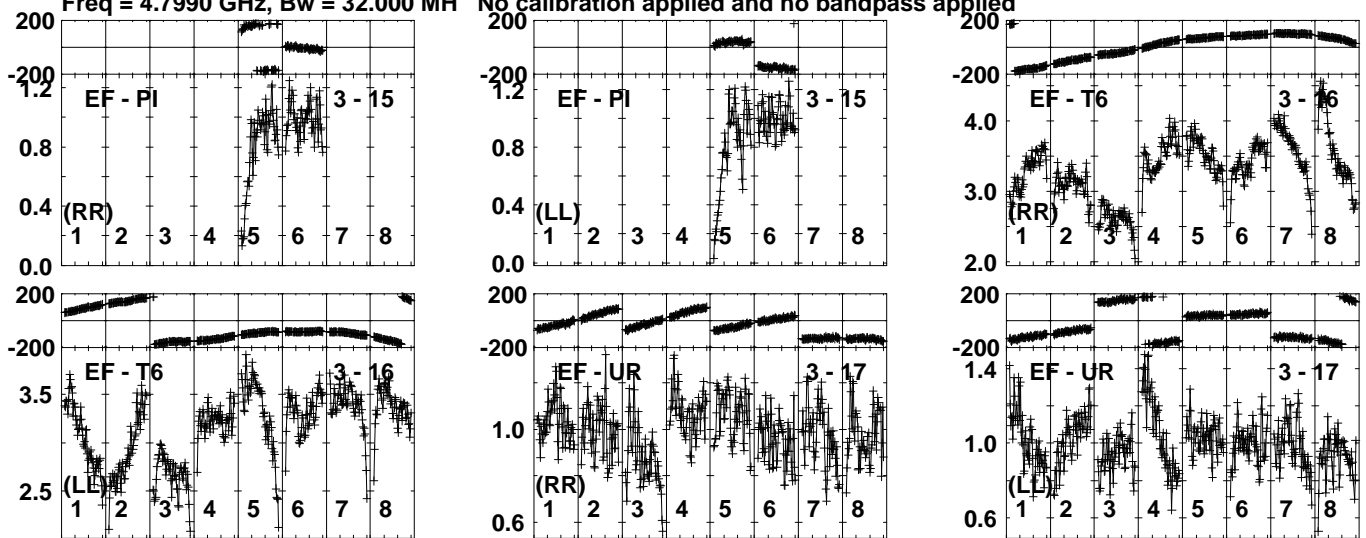 Freq = 4.7990 GHz, Bw = 32.000 MH No calibration applied and no bandpass applied
200
-200
EF - PI 3 - 15
1.2
0.8
0.4
0.0
(RR)
1 2 3 4 5 6 7 8
200
-200
EF - PI 3 - 15
1.2
0.8
0.4
0.0
(LL)
1 2 3 4 5 6 7 8
200
-200
EF - T6 3 - 16
4.0
3.0
2.0
(RR)
1 2 3 4 5 6 7 8
200
-200
EF - T6 3 - 16
3.5
2.5
(LL)
1 2 3 4 5 6 7 8
200
-200
EF - UR 3 - 17
1.0
0.6
(RR)
1 2 3 4 5 6 7 8
200
-200
EF - UR 3 - 17
1.4
1.0
0.6
(LL)
1 2 3 4 5 6 7 8